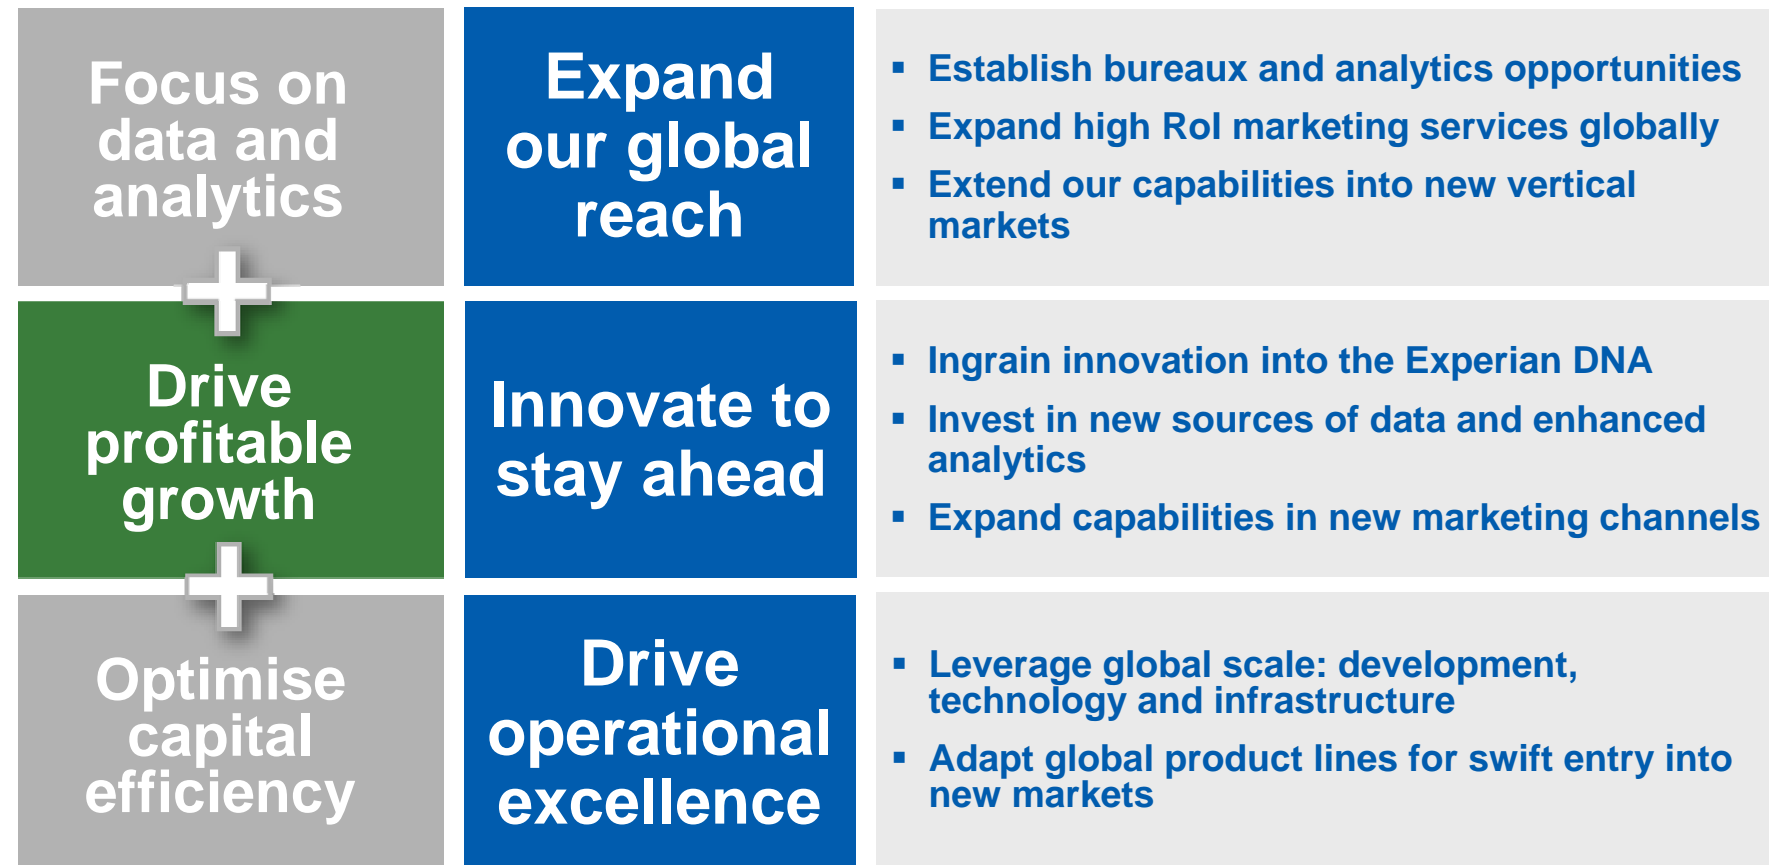 Focus on
data and
analytics
Expand
our global
reach
▪ Establish bureaux and analytics opportunities
▪ Expand high RoI marketing services globally
▪ Extend our capabilities into new vertical
markets
Drive
profitable
growth
Innovate to
stay ahead
▪ Ingrain innovation into the Experian DNA
▪ Invest in new sources of data and enhanced
analytics
▪ Expand capabilities in new marketing channels
Optimise
capital
efficiency
Drive
operational
excellence
▪ Leverage global scale: development,
technology and infrastructure
▪ Adapt global product lines for swift entry into
new markets